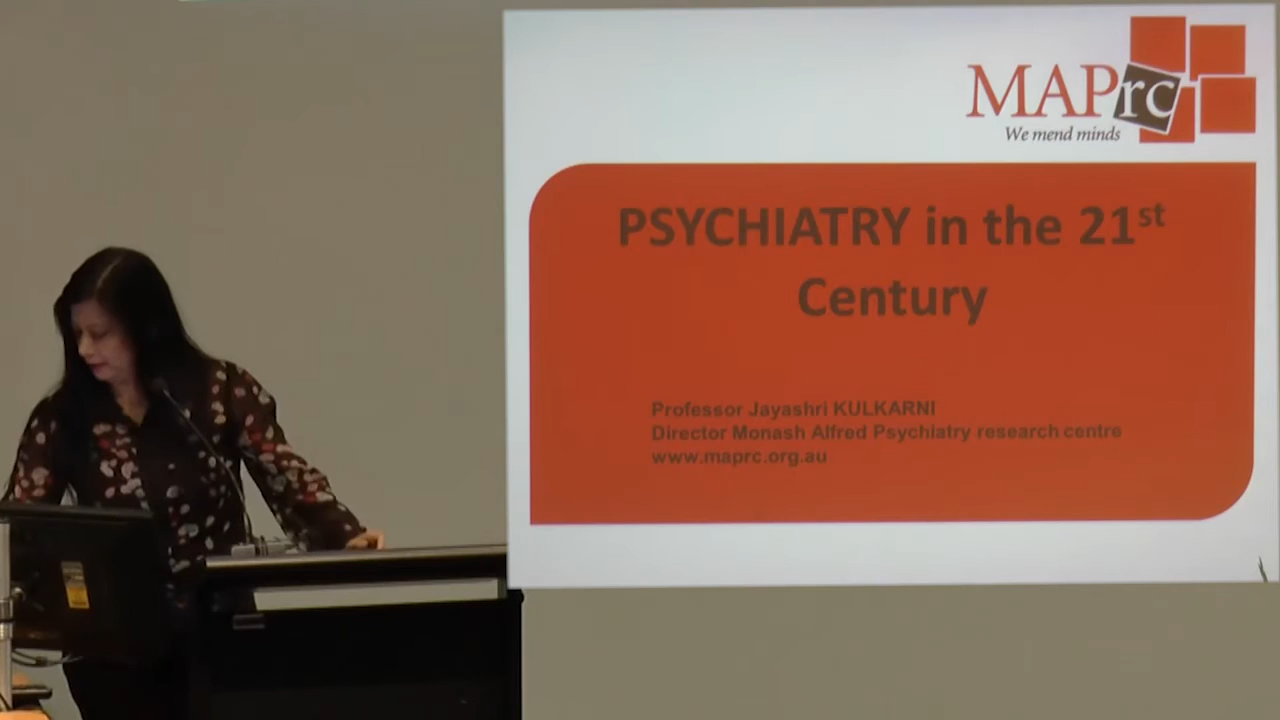 MAPrc
We mend minds
PSYCHIATRY in the 21st
Century
Professor Jayashri KULKARNI
Director Monash Alfred Psychiatry research centre
www.maprc.org.au